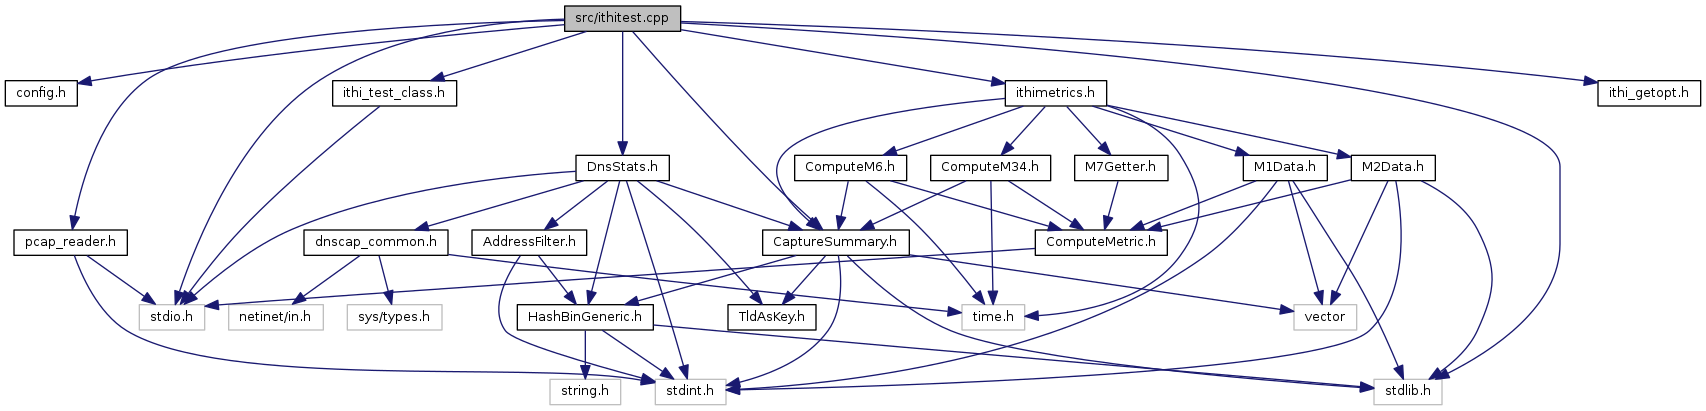 src/ithitest.cpp
config.h
ithi_test_class.h
ithimetrics.h
ithi_getopt.h
DnsStats.h
ComputeM6.h
ComputeM34.h
M7Getter.h
M1Data.h
M2Data.h
pcap_reader.h
dnscap_common.h
AddressFilter.h
CaptureSummary.h
ComputeMetric.h
stdio.h
netinet/in.h
sys/types.h
HashBinGeneric.h
TldAsKey.h
time.h
vector
string.h
stdint.h
stdlib.h